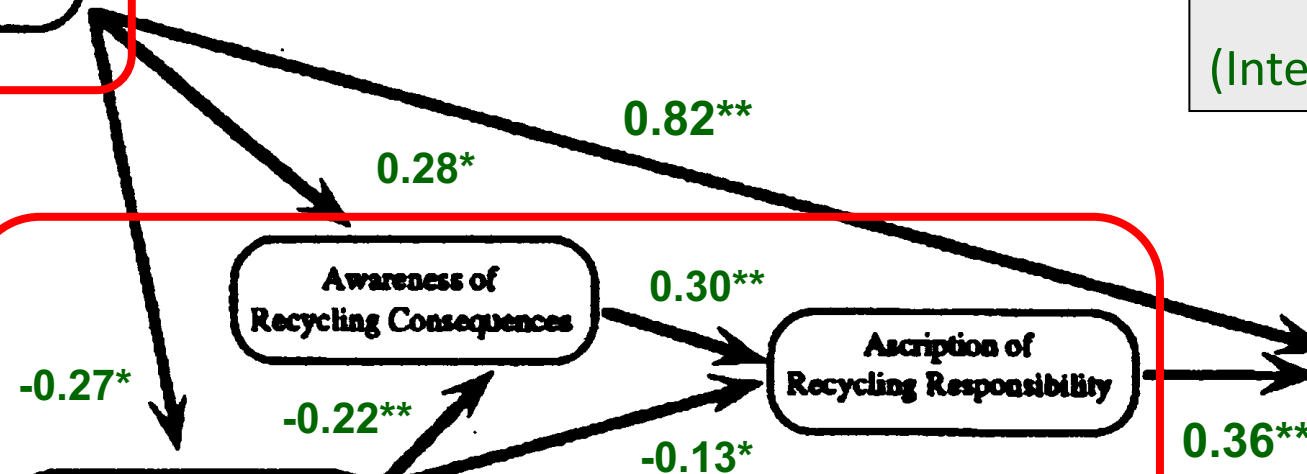 (Inte
0.82**
0.28*
Awareness of
Recycling Consequences
0.30**
Ascription of
Recycling Responsibility
-0.27*
-0.22**
-0.13*
0.36**